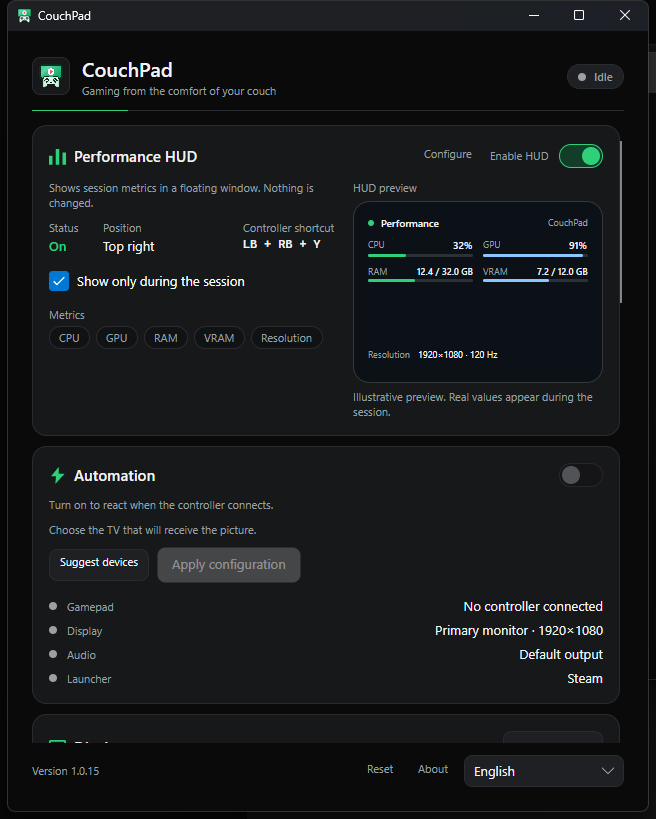 CouchPad
CouchPad
Gaming from the comfort of your couch
Idle
Performance HUD
Configure
Enable HUD
Shows session metrics in a floating window. Nothing is
changed.
Status
Position
Controller shortcut
On
Top right
LB + RB + Y
Show only during the session
Metrics
CPU
GPU
RAM
VRAM
Resolution
HUD preview
Performance
CouchPad
CPU 32%
GPU 91%
RAM 12.4 / 32.0 GB
VRAM 7.2 / 12.0 GB
Resolution 1920×1080 · 120 Hz
Illustrative preview. Real values appear during the
session.
Automation
Turn on to react when the controller connects.
Choose the TV that will receive the picture.
Suggest devices
Apply configuration
Gamepad No controller connected
Display Primary monitor · 1920×1080
Audio Default output
Launcher Steam
Version 1.0.15
Reset
About
English